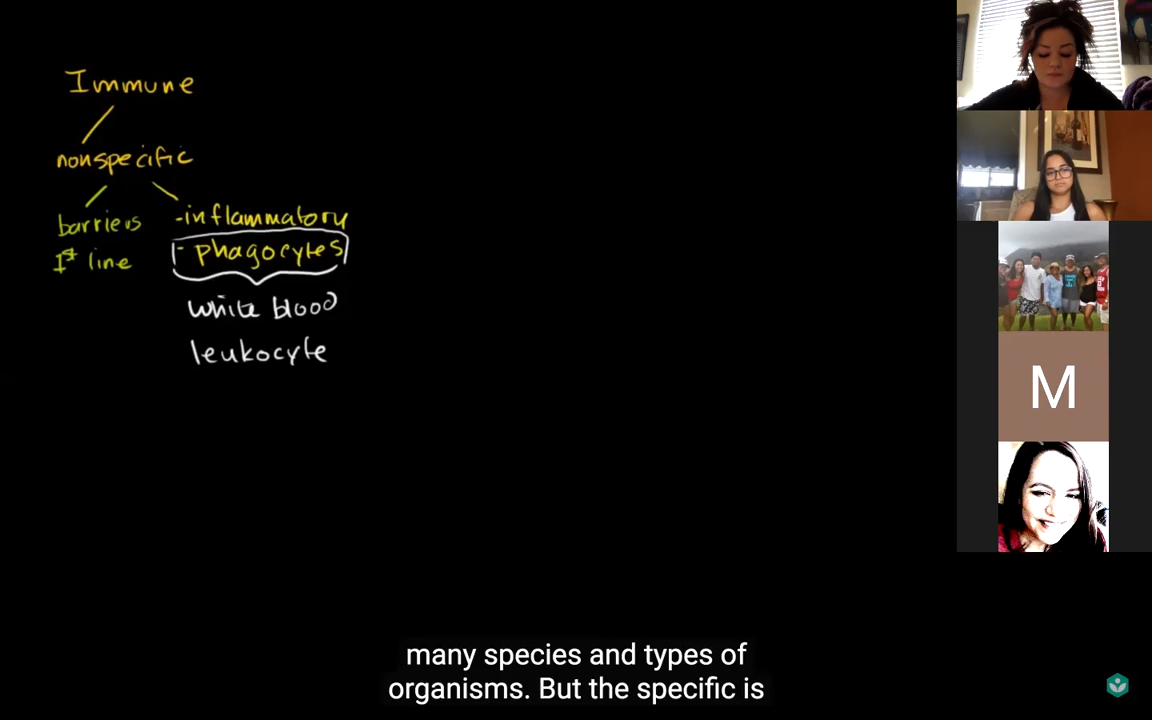 Immune
nonspecific
barriers
1st line
-inflammatory
- phagocytes
white blood
leukocyte
M
many species and types of
organisms. But the specific is